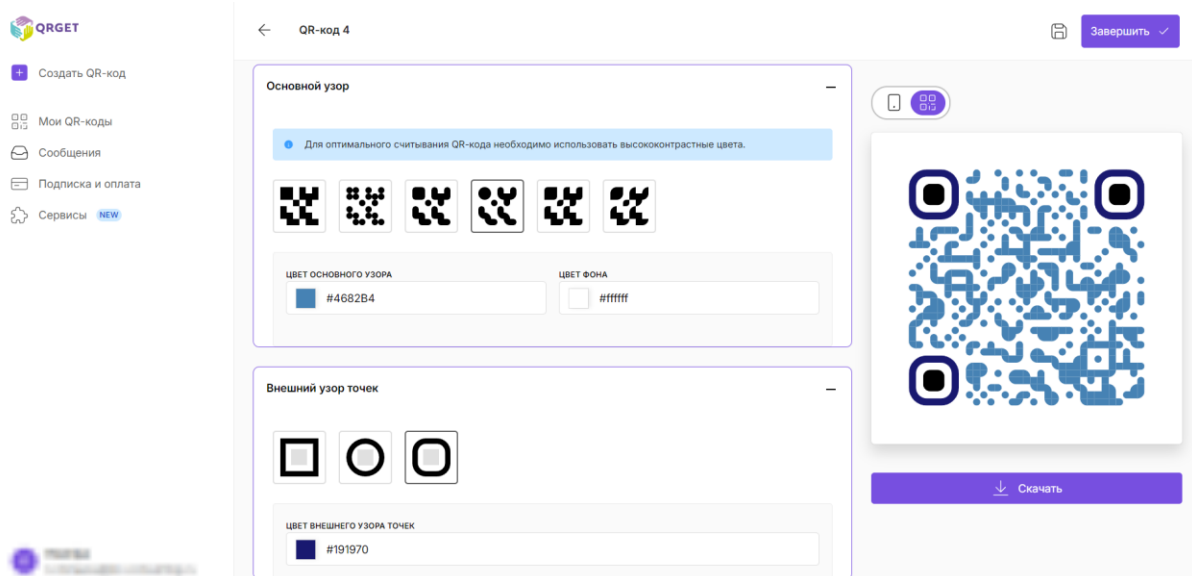 QRGET
QR-код 4
Завершить
Создать QR-код
Мои QR-коды
Сообщения
Подписка и оплата
Сервисы NEW
Основной узор
Для оптимального считывания QR-кода необходимо использовать высококонтрастные цвета.
ЦВЕТ ОСНОВНОГО УЗОРА
ЦВЕТ ФОНА
#4682B4
#ffffff
Внешний узор точек
ЦВЕТ ВНЕШНЕГО УЗОРА ТОЧЕК
#191970
Скачать